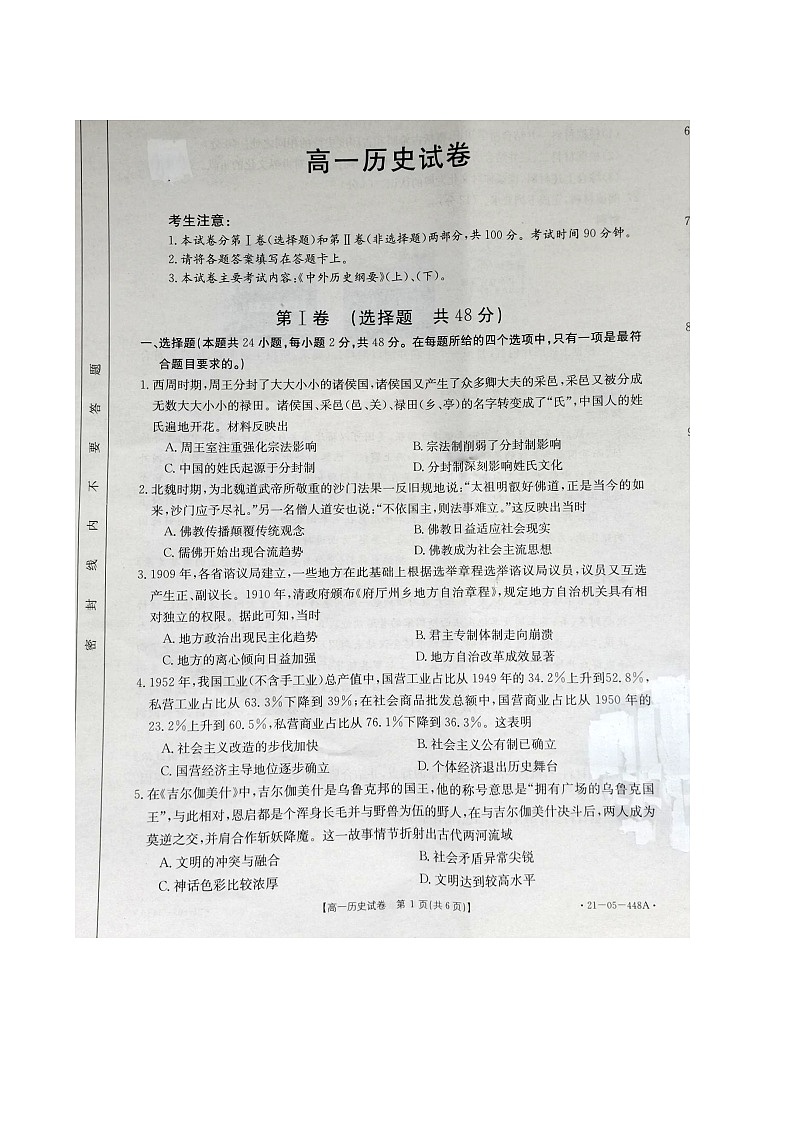 高一历史试卷
考生注意:
1.本试卷分第Ⅰ卷(选择题)和第Ⅱ卷(非选择题)两部分,共100分。考试时间90分钟。
2.请将各题答案填写在答题卡上。
3.本试卷主要考试内容:《中外历史纲要》(上)、(下)。
第Ⅰ卷 (选择题 共48分)
一、选择题(本题共24小题,每小题2分,共48分。在每题所给的四个选项中,只有一项是最符
合题目要求的。)
1.西周时期,周王分封了大大小小的诸侯国,诸侯国又产生了众多卿大夫的采邑,采邑又被分成
无数大大小小的禄田。诸侯国、采邑(邑、关)、禄田(乡、亭)的名字转变成了“氏”,中国人的姓
氏遍地开花。材料反映出
A.周王室注重强化宗法影响 B.宗法制削弱了分封制影响
C.中国的姓氏起源于分封制 D.分封制深刻影响姓氏文化
2.北魏时期,为北魏道武帝所敬重的沙门法果一反旧规地说:“太祖明叡好佛道,正是当今的如
来,沙门应予尽礼。”另一名僧人道安也说:“不依国主,则法事难立。”这反映出当时
A.佛教传播颠覆传统观念 B.佛教日益适应社会现实
C.儒佛开始出现合流趋势 D.佛教成为社会主流思想
3.1909年,各省谘议局建立,一些地方在此基础上根据选举章程选举谘议局议员,议员又互选
产生正、副议长。1910年,清政府颁布《府厅州乡地方自治章程》,规定地方自治机关具有相
对独立的权限。据此可知,当时
A.地方政治出现民主化趋势 B.君主专制体制走向崩溃
C.地方的离心倾向日益加强 D.地方自治改革成效显著
4.1952年,我国工业(不含手工业)总产值中,国营工业占比从1949年的34.2%上升到52.8%,
私营工业占比从63.3%下降到39%;在社会商品批发总额中,国营商业占比从1950年的
23.2%上升到60.5%,私营商业占比从76.1%下降到36.3%。这表明
A.社会主义改造的步伐加快 B.社会主义公有制已确立
C.国营经济主导地位逐步确立 D.个体经济退出历史舞台
5.在《吉尔伽美什》中,吉尔伽美什是乌鲁克邦的国王,他的称号意思是“拥有广场的乌鲁克国
王”,与此相对,恩启都是个浑身长毛并与野兽为伍的野人,在与吉尔伽美什决斗后,两人成为
莫逆之交,并肩合作斩妖降魔。这一故事情节折射出古代两河流域
A.文明的冲突与融合 B.社会矛盾异常尖锐
C.神话色彩比较浓厚 D.文明达到较高水平
【高一历史试卷 第1页(共6页)】 ·21-05-448A·
密封线内不要答题
6
7
8
9